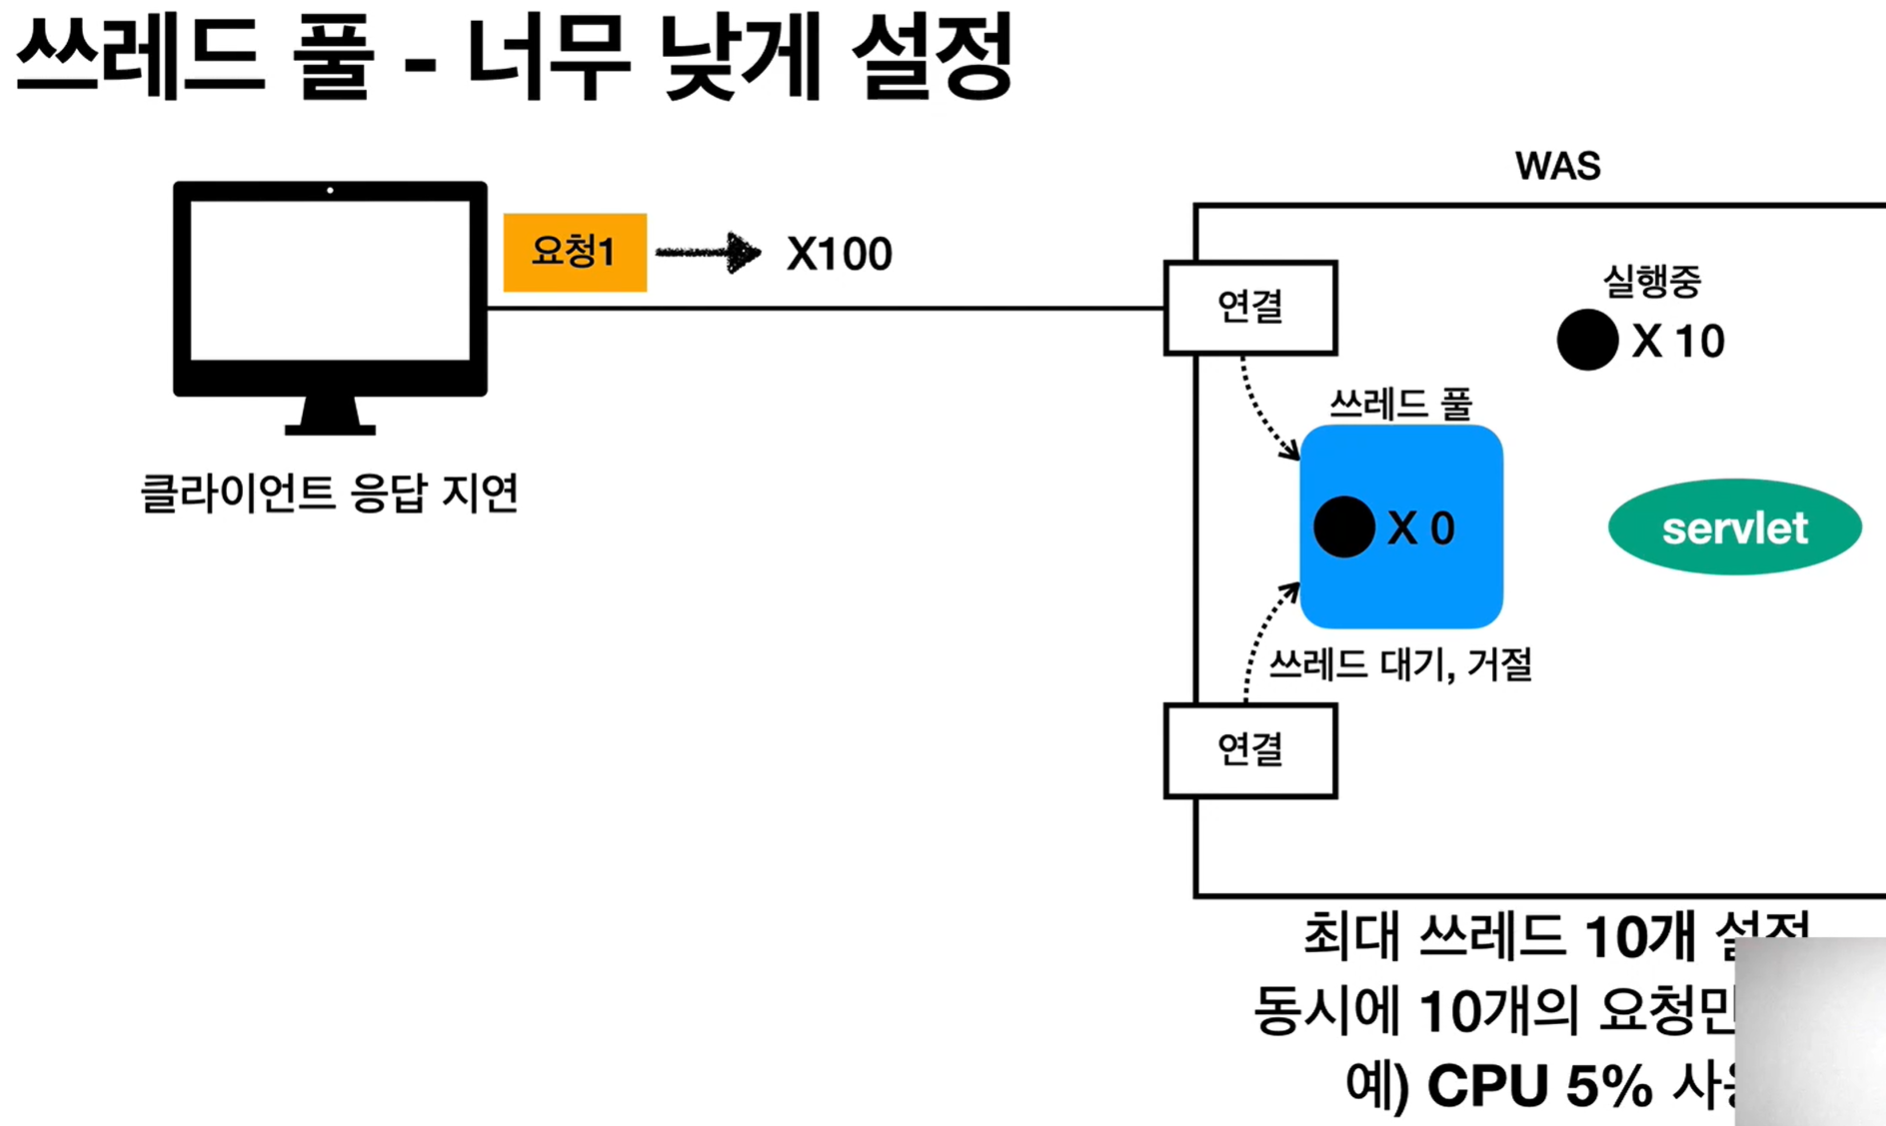 쓰레드 풀 - 너무 낮게 설정
WAS
요청1
X100
연결
실행중
X 10
쓰레드 풀
클라이언트 응답 지연
X 0
servlet
쓰레드 대기, 거절
연결
최대 쓰레드 10개 설정
동시에 10개의 요청만
예) CPU 5%